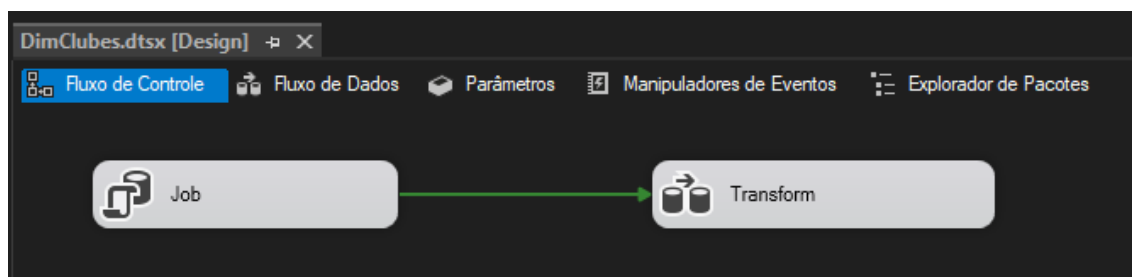 DimClubes.dtsx [Design]
Fluxo de Controle Fluxo de Dados Parâmetros Manipuladores de Eventos Explorador de Pacotes
Job Transform